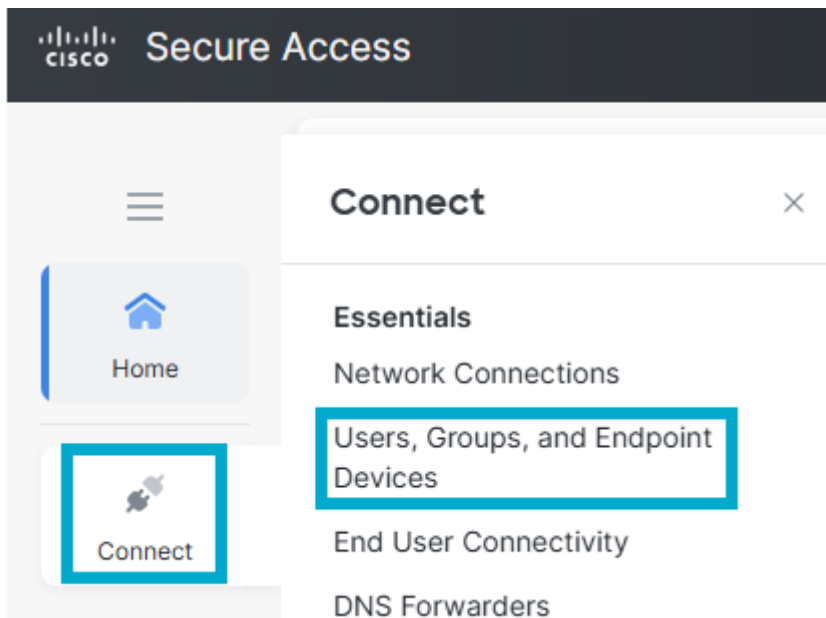 cisco Secure Access
Connect
Home
Essentials
Network Connections
Users, Groups, and Endpoint
Devices
Connect
End User Connectivity
DNS Forwarders